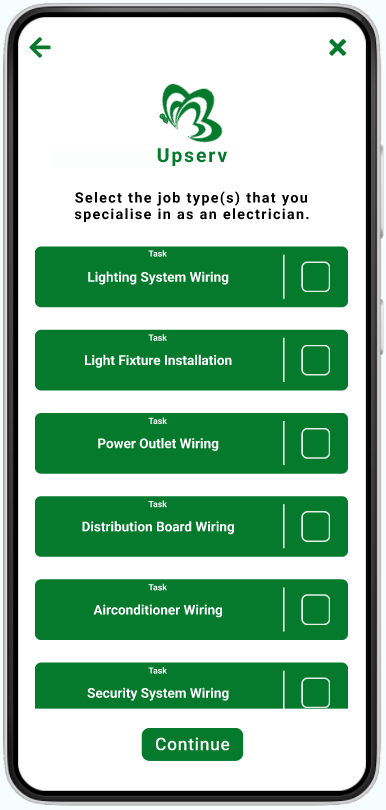 Upserv
Select the job type(s) that you
specialise in as an electrician.
Task
Lighting System Wiring
Task
Light Fixture Installation
Task
Power Outlet Wiring
Task
Distribution Board Wiring
Task
Airconditioner Wiring
Task
Security System Wiring
Continue